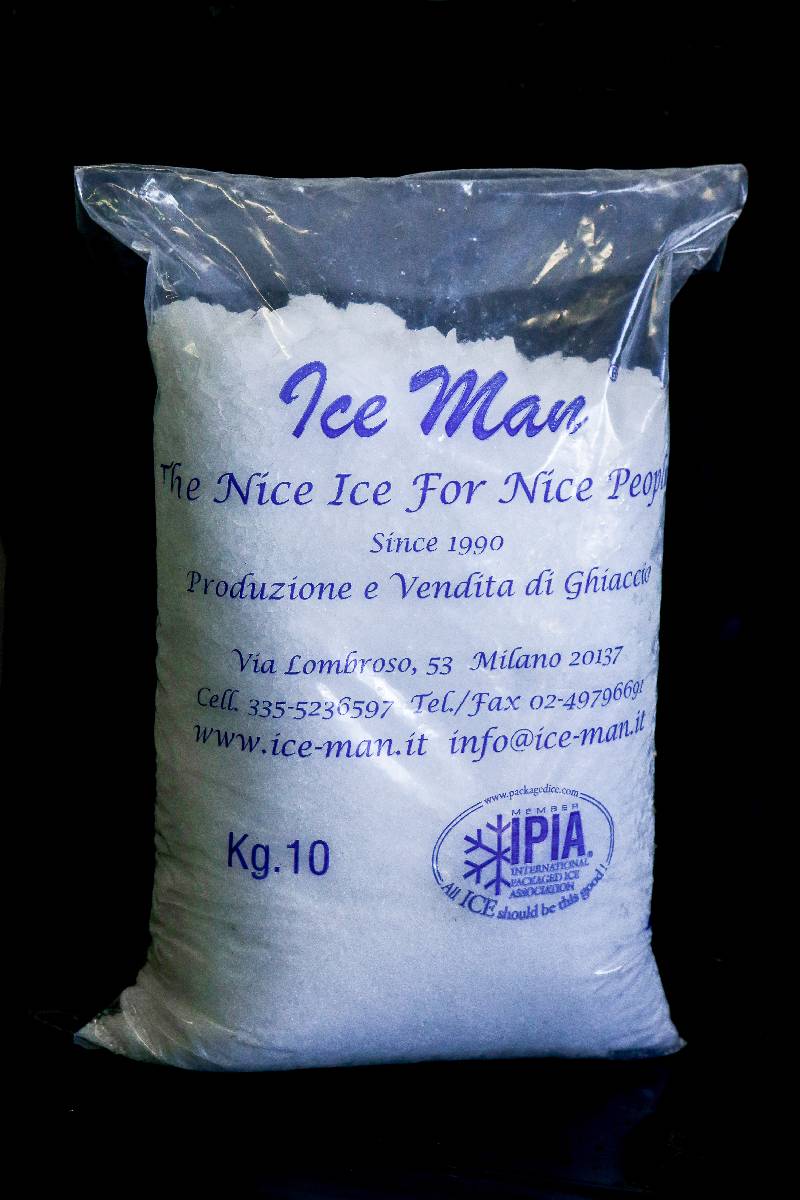 Ice Man
The Nice Ice For Nice People
Since 1990
Produzione e Vendita di Ghiaccio
Via Lombroso, 53 Milano 20137
Cell. 335-5236597 Tel./Fax 02-49796691
www.ice-man.it info@ice-man.it
Kg.10
www.packagedice.com
MEMBER
IPIA®
INTERNATIONAL
PACKAGED ICE
ASSOCIATION
All ICE should be this good!